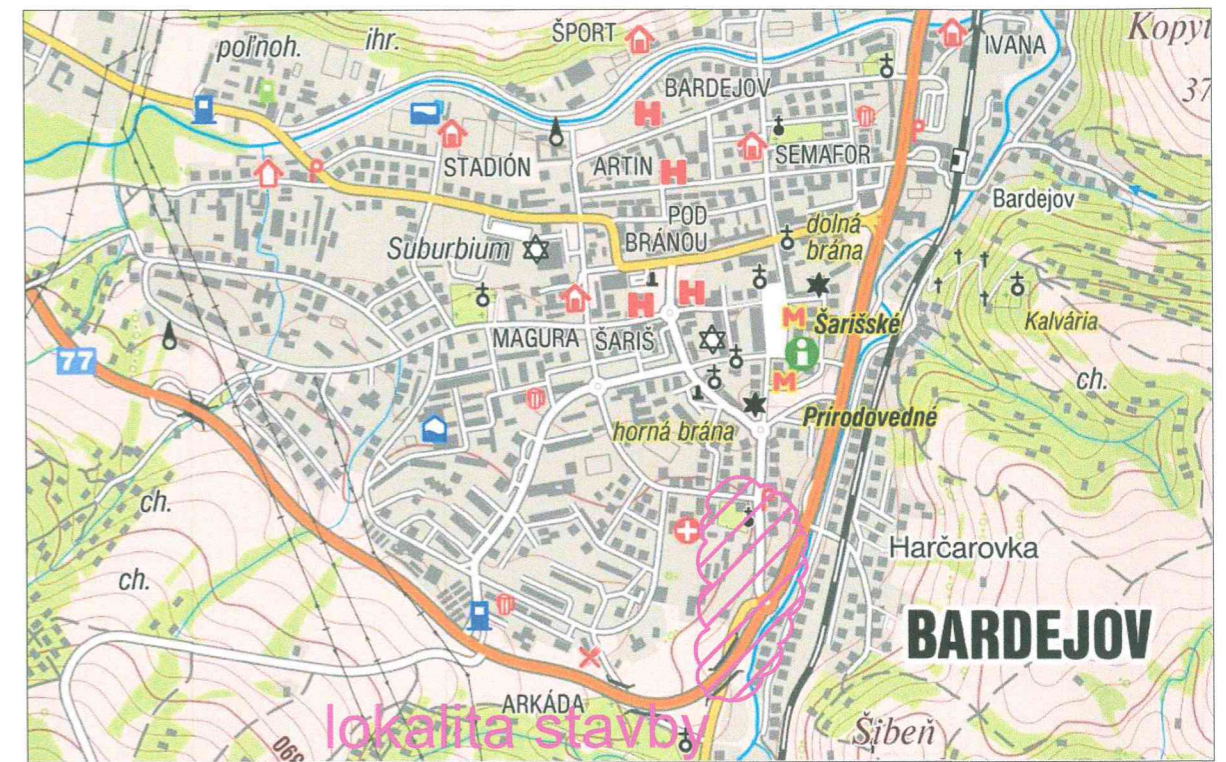 Kopyt
ŠPORT
ihr.
poľnoh.
IVANA
BARDEJOV
37
STADIÓN
ARTIN
SEMAFOR
Bardejov
POD
BRÁNOU
dolná
brána
Suburbium
H
H
H
H
M
Šarišské
Kalvária
i
MAGURA
ŠARIŠ
77
M
ch.
Prírodovedné
horná brána
ch.
Harčarovka
ch.
BARDEJOV
ARKÁDA
lokalita stavby
Šibeň
390